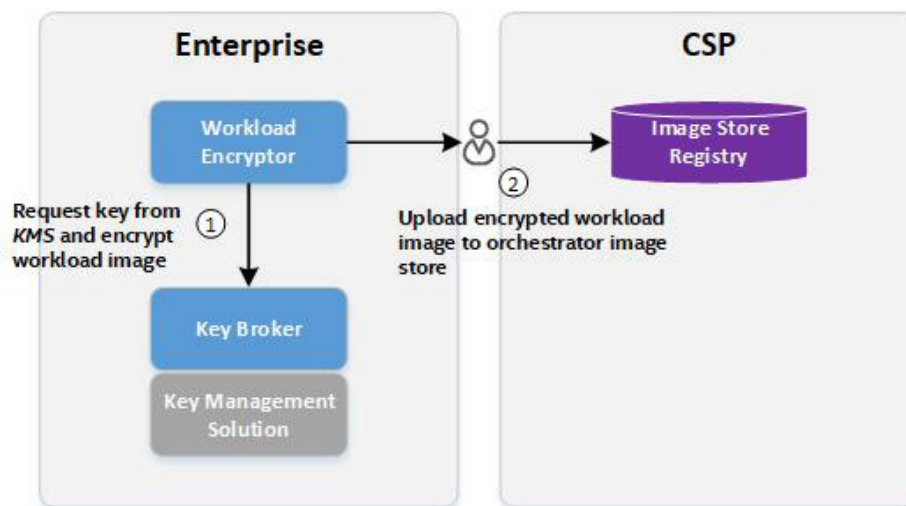 Enterprise
CSP
Workload
Encryptor
Image Store
Registry
Request key from
KMS and encrypt
workload image
1
2
Upload encrypted workload
image to orchestrator image
store
Key Broker
Key Management
Solution